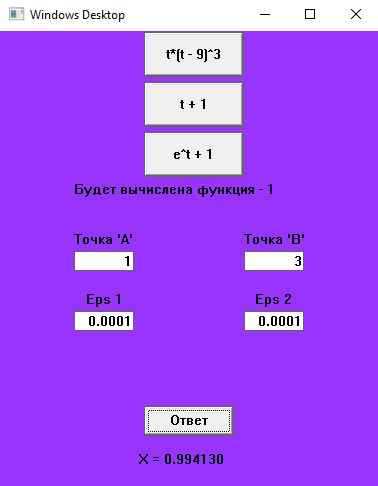 Windows Desktop
t*(t - 9)^3
t + 1
e^t + 1
Будет вычислена функция - 1
Точка 'A' Точка 'B'
1 3
Eps 1 Eps 2
0.0001 0.0001
Ответ
X = 0.994130